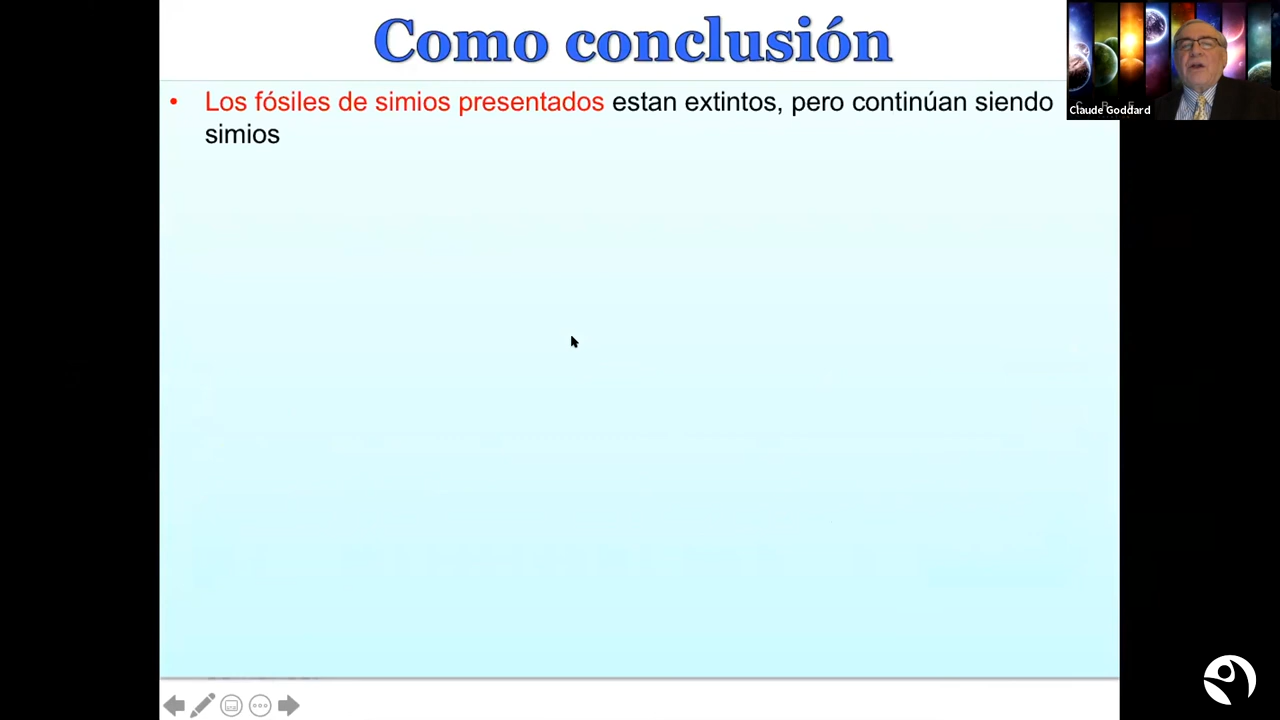 Como conclusión
• Los fósiles de simios presentados estan extintos, pero continúan siendo
simios
Claude Goddard